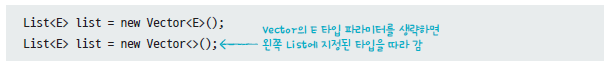 List<E> list = new Vector<E>();
List<E> list = new Vector<>();
Vector의 E 타입 파라미터를 생략하면
왼쪽 List에 지정된 타입을 따라 감